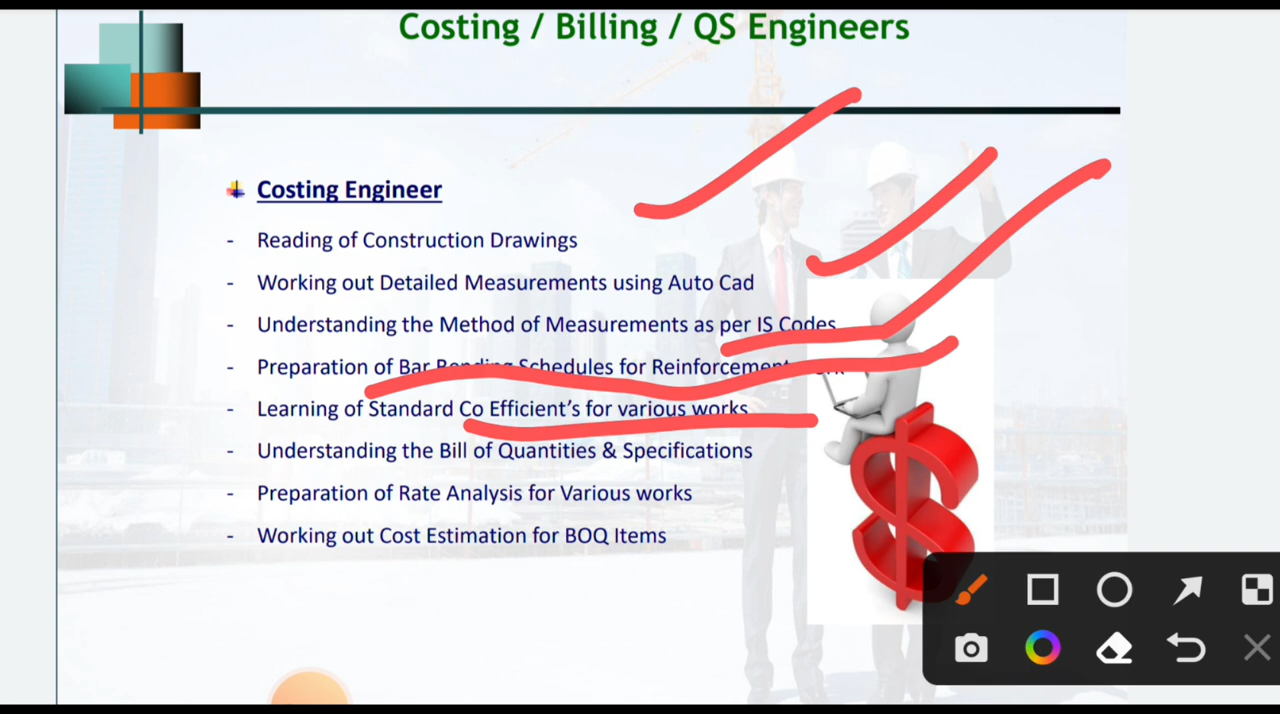 Costing / Billing / QS Engineers
Costing Engineer
- Reading of Construction Drawings
- Working out Detailed Measurements using Auto Cad
- Understanding the Method of Measurements as per IS Codes
- Preparation of Bar Bending Schedules for Reinforcement
- Learning of Standard Co Efficient's for various works
- Understanding the Bill of Quantities & Specifications
- Preparation of Rate Analysis for Various works
- Working out Cost Estimation for BOQ Items